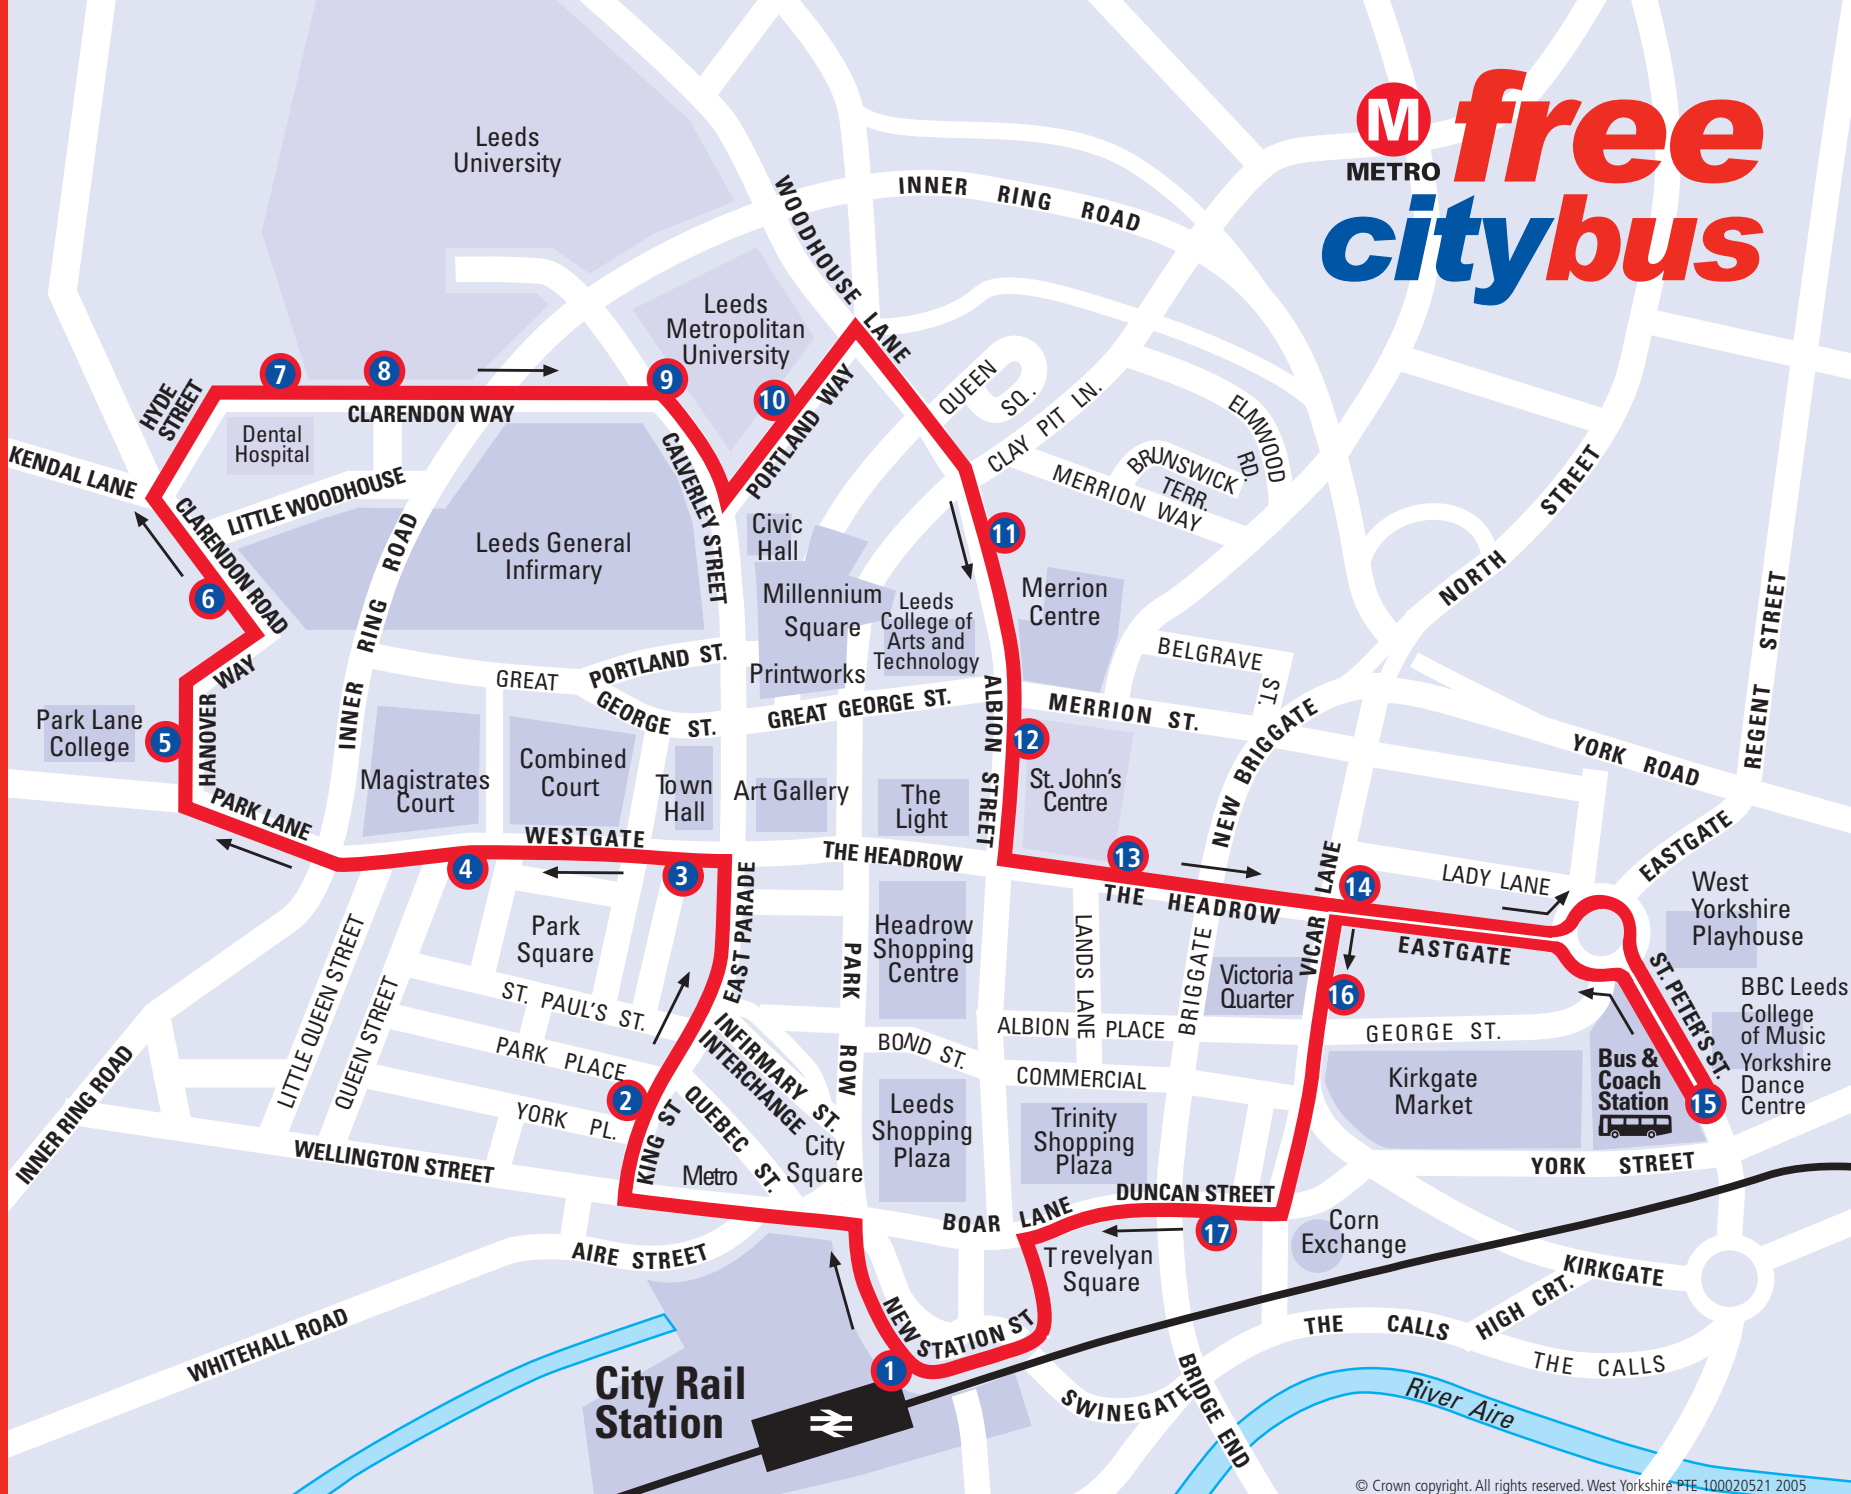 M
METRO
free
citybus
Leeds
University
INNER RING ROAD
WOODHOUSE LANE
Leeds
Metropolitan
University
7
8
9
10
HYDE
STREET
CLARENDON WAY
Dental
Hospital
KENDAL LANE
LITTLE WOODHOUSE
CLARENDON ROAD
CALVERLEY STREET
PORTLAND WAY
QUEEN
SQ.
CLAY PIT LN.
ELMWOOD
RD.
BRUNSWICK
TERR.
MERRION WAY
NORTH STREET
REGENT STREET
Leeds General
Infirmary
Civic
Hall
Millennium
Square
Leeds
College of
Arts and
Technology
Printworks
11
Merrion
Centre
6
INNER RING ROAD
HANOVER WAY
BELGRAVE
ST.
GREAT
PORTLAND ST.
GEORGE ST.
GREAT GEORGE ST.
ALBION STREET
MERRION ST.
NEW BRIGGATE
YORK ROAD
Park Lane
College
5
12
Magistrates
Court
Combined
Court
Town
Hall
Art Gallery
The
Light
St. John's
Centre
PARK LANE
WESTGATE
THE HEADROW
4
3
13
THE HEADROW
VICAR LANE
14
LADY LANE
EASTGATE
EASTGATE
West
Yorkshire
Playhouse
Park
Square
EAST PARADE
PARK ROW
Headrow
Shopping
Centre
LANDS LANE
BRIGGATE
Victoria
Quarter
16
ST. PETER'S ST.
BBC Leeds
College
of Music
Yorkshire
Dance
Centre
LITTLE QUEEN STREET
QUEEN STREET
ST. PAUL'S ST.
PARK PLACE
YORK PL.
INFIRMARY ST.
INTERCHANGE
BOND ST.
ALBION PLACE
COMMERCIAL
GEORGE ST.
Bus &
Coach
Station
15
Kirkgate
Market
2
KING ST
QUEBEC ST.
Metro
City
Square
Leeds
Shopping
Plaza
Trinity
Shopping
Plaza
INNER RING ROAD
WELLINGTON STREET
YORK STREET
DUNCAN STREET
BOAR LANE
17
Corn
Exchange
AIRE STREET
Trevelyan
Square
KIRKGATE
HIGH CRT.
WHITEHALL ROAD
NEW STATION ST
THE CALLS
THE CALLS
1
City Rail
Station
SWINEGATE
BRIDGE END
River Aire
© Crown copyright. All rights reserved. West Yorkshire PTE 100020521 2005